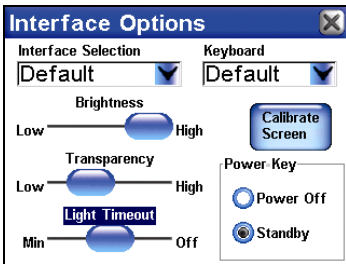 Interface Options
Interface Selection Keyboard
Default Default
Brightness
Low High
Calibrate
Screen
Transparency
Low High
Power Key
Power Off
Light Timeout
Min Off
Standby